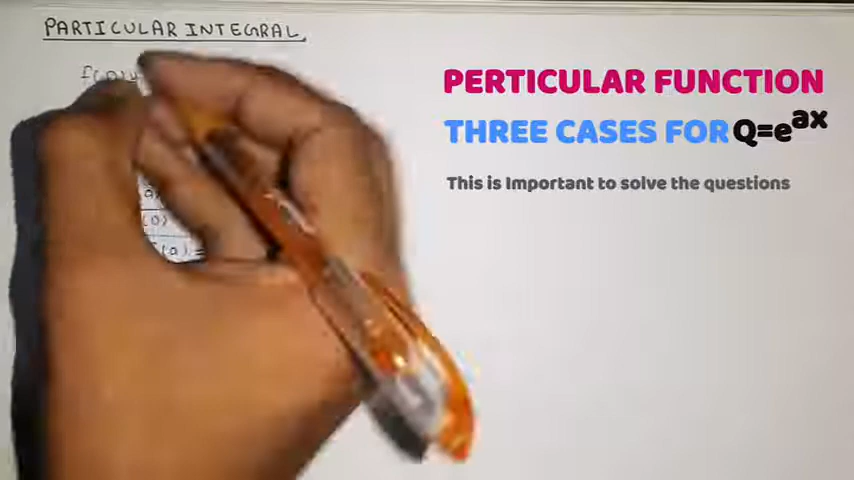 PARTICULAR INTEGRAL.
PERTICULAR FUNCTION
THREE CASES FOR Q=e^ax
This is Important to solve the questions
f(D)y